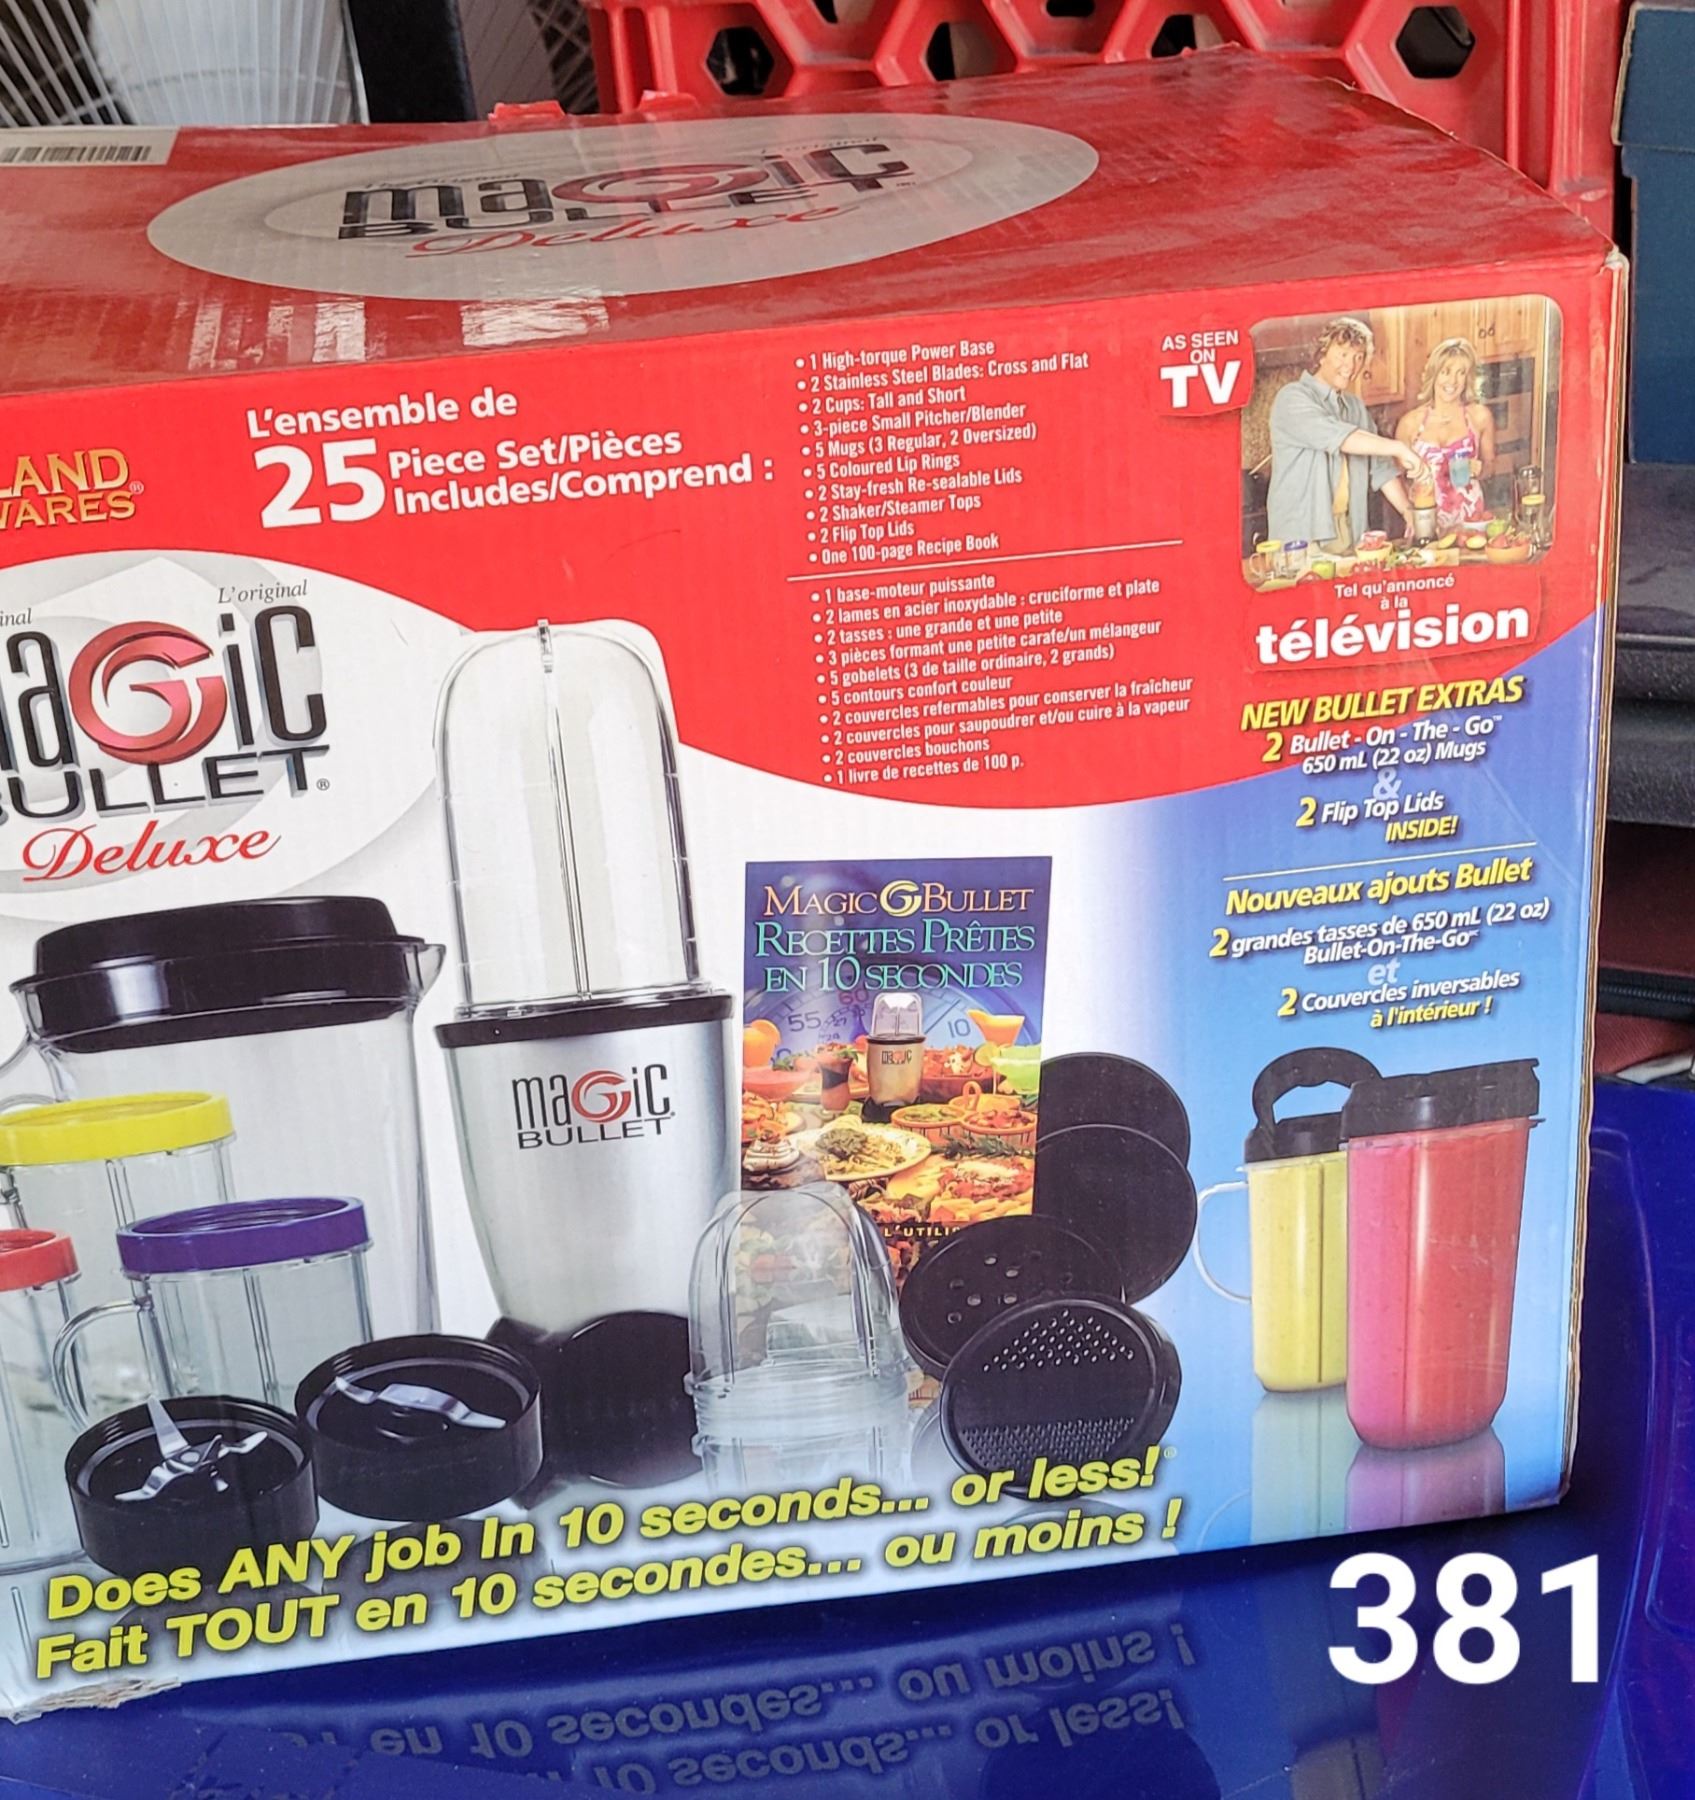 magic
BULLET
Deluxe
L'ensemble de
25 Piece Set/Pièces
Includes/Comprend :
• 1 High-torque Power Base
• 2 Stainless Steel Blades: Cross and Flat
• 2 Cups: Tall and Short
• 3-piece Small Pitcher/Blender
• 5 Mugs (3 Regular, 2 Oversized)
• 5 Coloured Lip Rings
• 2 Stay-fresh Re-sealable Lids
• 2 Shaker/Steamer Tops
• 2 Flip Top Lids
• One 100-page Recipe Book
• 1 base-moteur puissante
• 2 lames en acier inoxydable : cruciforme et plate
• 2 tasses : une grande et une petite
• 3 pièces formant une petite carafe/un mélangeur
• 5 gobelets (3 de taille ordinaire, 2 grands)
• 5 contours confort couleur
• 2 couvercles refermables pour conserver la fraîcheur
• 2 couvercles pour saupoudrer et/ou cuire à la vapeur
• 2 couvercles bouchons
• 1 livre de recettes de 100 p.
AS SEEN
ON
TV
Tel qu'annoncé
à la
télévision
LAND
WARES®
inal
L'original
aGic
BULLET®
Deluxe
NEW BULLET EXTRAS
2 Bullet - On - The - Go™
650 mL (22 oz) Mugs
&
2 Flip Top Lids
INSIDE!
Nouveaux ajouts Bullet
2 grandes tasses de 650 mL (22 oz)
Bullet-On-The-Go
et
2 Couvercles inversables
à l'intérieur !
MAGIC BULLET
RECETTES PRÊTES
EN 10 SECONDES
60
55
10
magic
magic
BULLET
L'UTILI
Does ANY job In 10 seconds... or less!®
Fait TOUT en 10 secondes... ou moins !
381